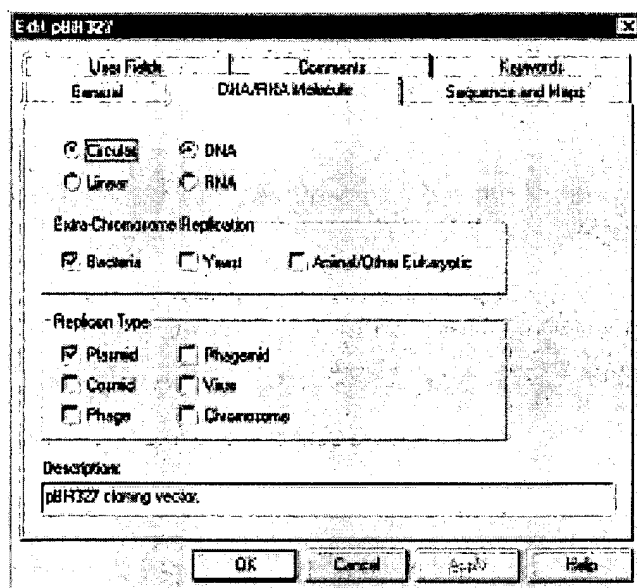 Edit pBR327
User Fields Comments Keywords
General DNA/RNA Molecule Sequence and Maps
Circular DNA
Linear RNA
Extra-Chromosome Replication
Bacteria Yeast Animal/Other Eukaryotic
Replicon Type
Plasmid Phagemid
Cosmid Virus
Phage Chromosome
Description:
pBR327 cloning vector.
OK Cancel Apply Help